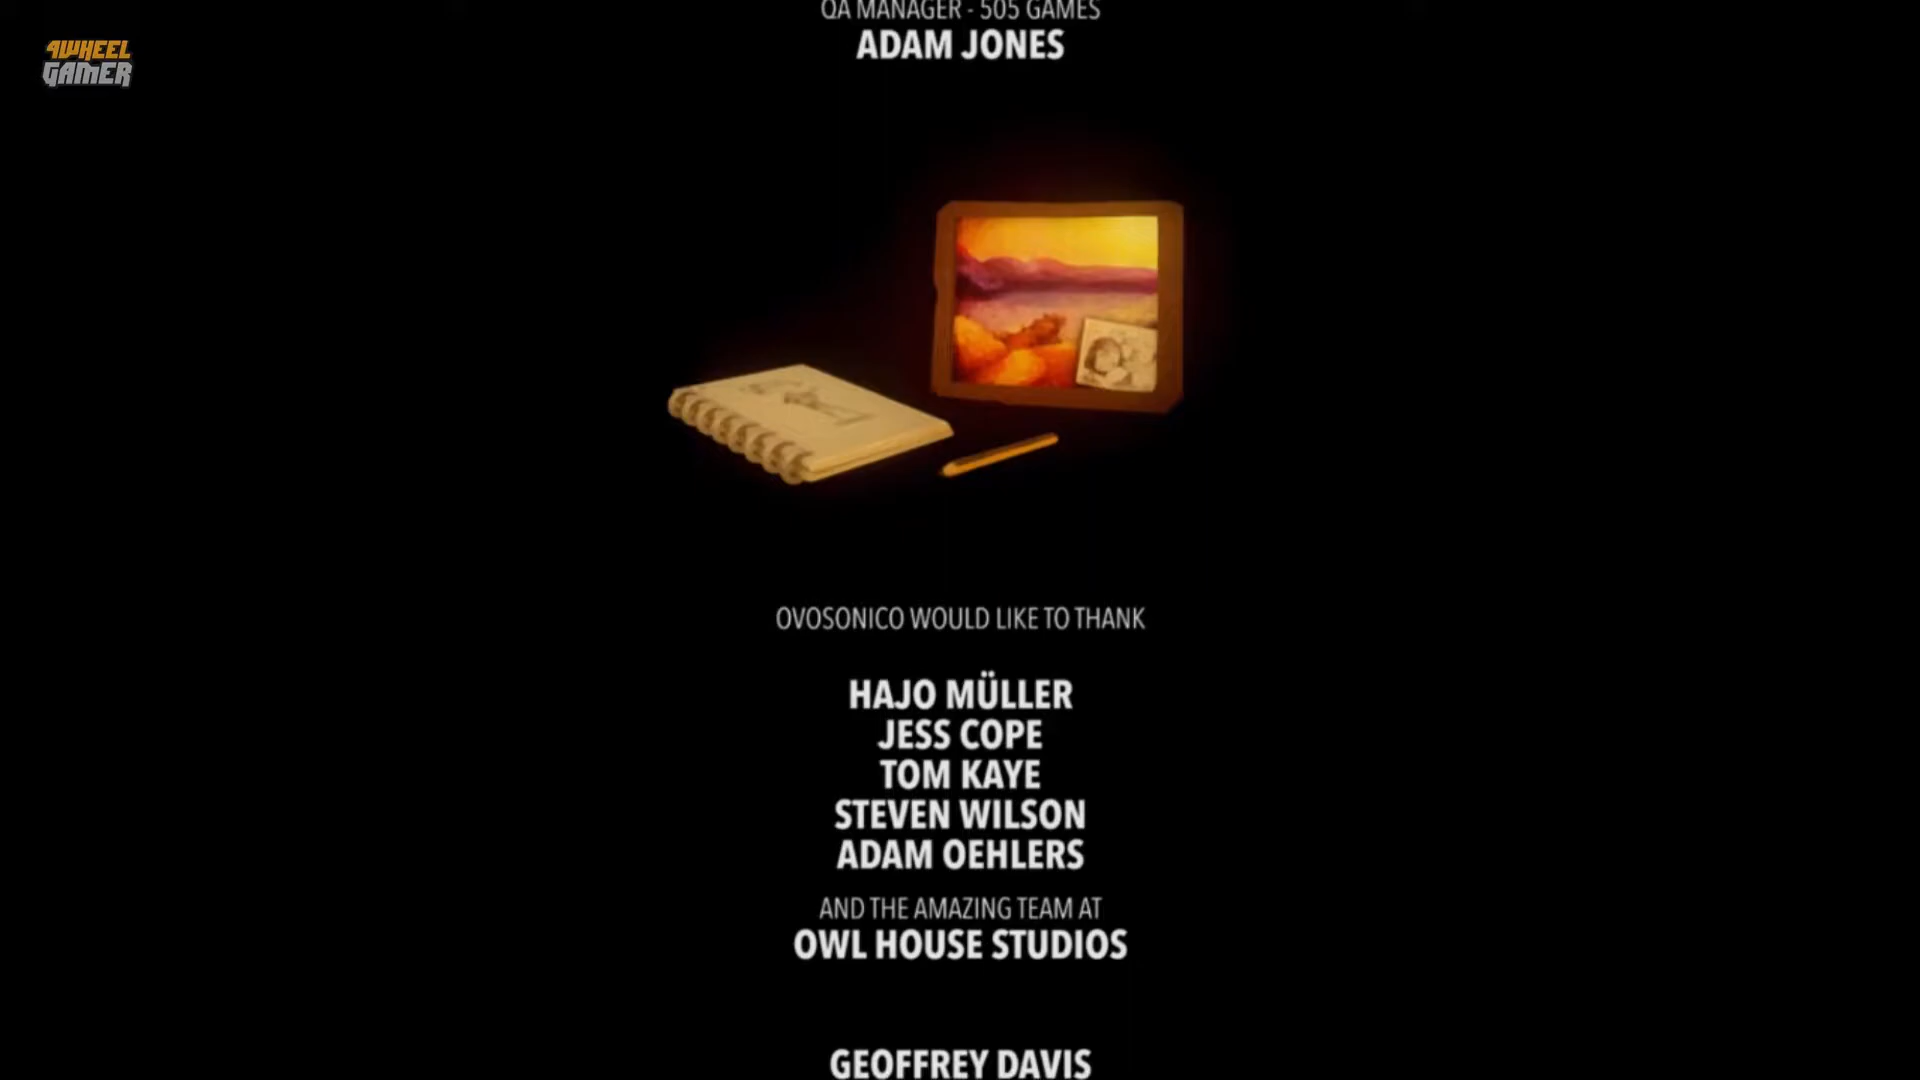 4WHEEL
GAMER
QA MANAGER - 505 GAMES
ADAM JONES
OVOSONICO WOULD LIKE TO THANK
HAJO MÜLLER
JESS COPE
TOM KAYE
STEVEN WILSON
ADAM OEHLERS
AND THE AMAZING TEAM AT
OWL HOUSE STUDIOS
GEOFFREY DAVIS